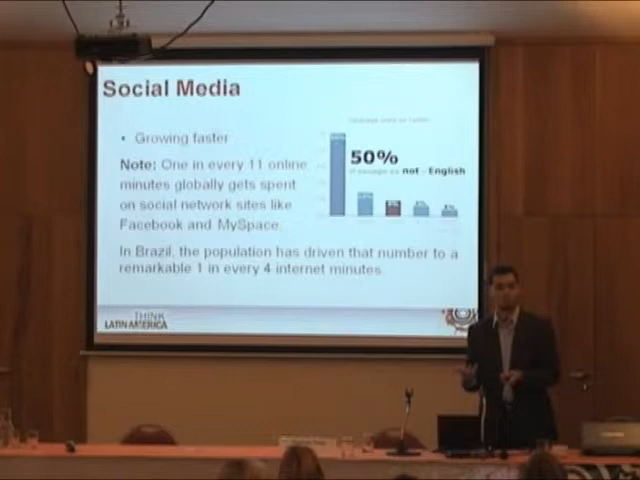 Social Media
• Growing faster
Note: One in every 11 online
minutes globally gets spent
on social network sites like
Facebook and MySpace.
50%
not - English
In Brazil, the population has driven that number to a
remarkable 1 in every 4 internet minutes.
THINK
LATIN AMERICA